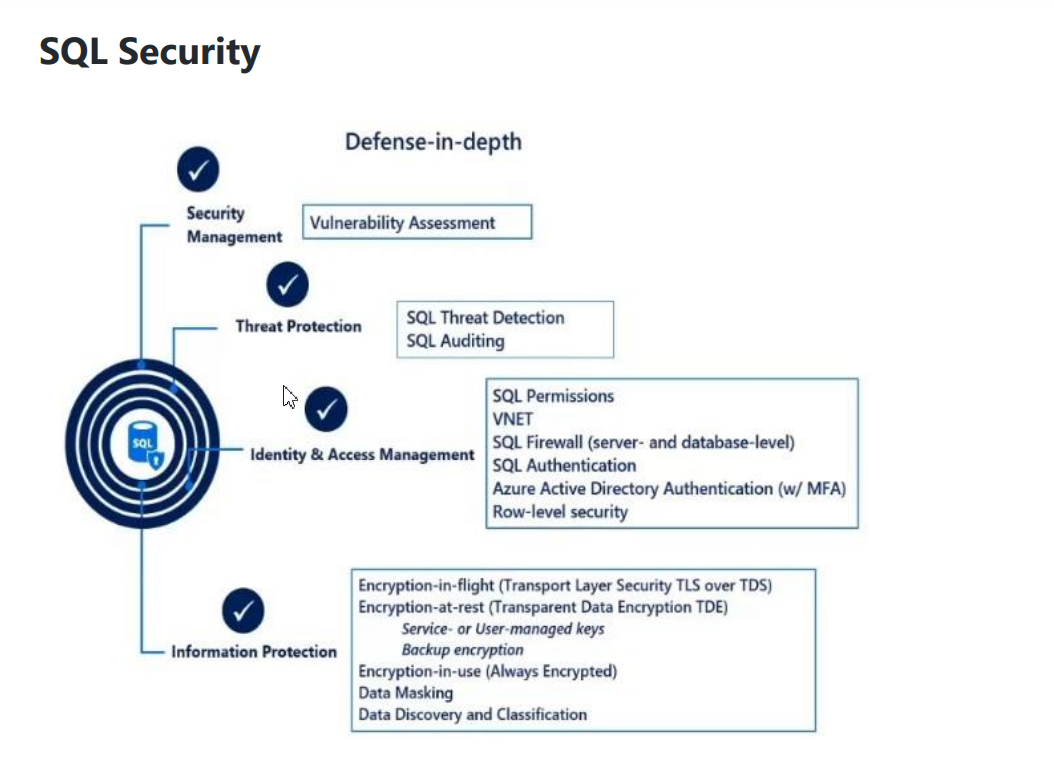 SQL Security
Defense-in-depth
Security
Management
Vulnerability Assessment
Threat Protection
SQL Threat Detection
SQL Auditing
SQL
Identity & Access Management
SQL Permissions
VNET
SQL Firewall (server- and database-level)
SQL Authentication
Azure Active Directory Authentication (w/ MFA)
Row-level security
Information Protection
Encryption-in-flight (Transport Layer Security TLS over TDS)
Encryption-at-rest (Transparent Data Encryption TDE)
Service- or User-managed keys
Backup encryption
Encryption-in-use (Always Encrypted)
Data Masking
Data Discovery and Classification